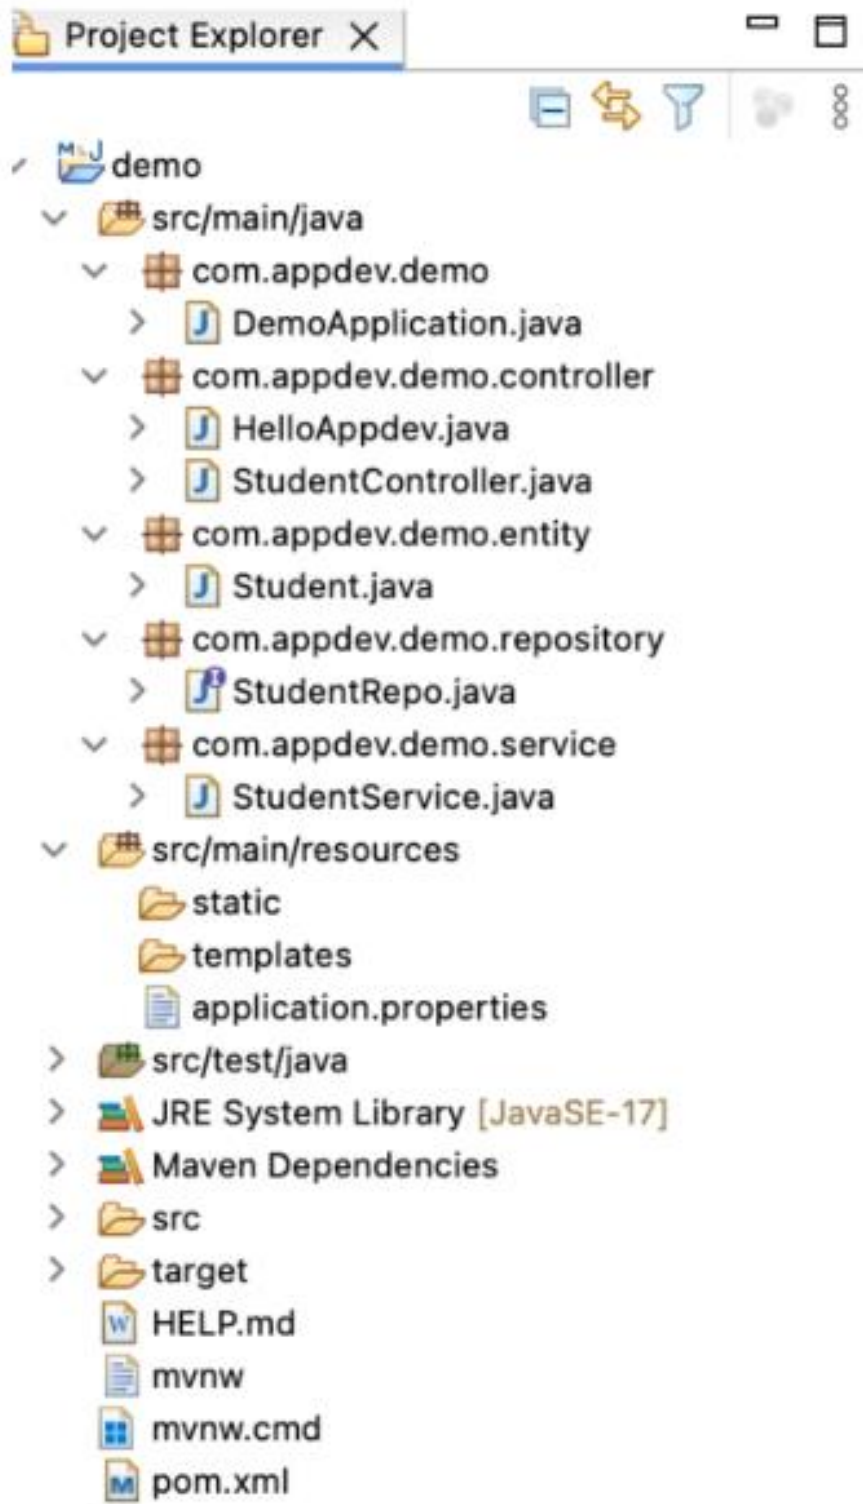 Project Explorer
demo
src/main/java
com.appdev.demo
DemoApplication.java
com.appdev.demo.controller
HelloAppdev.java
StudentController.java
com.appdev.demo.entity
Student.java
com.appdev.demo.repository
StudentRepo.java
com.appdev.demo.service
StudentService.java
src/main/resources
static
templates
application.properties
src/test/java
JRE System Library [JavaSE-17]
Maven Dependencies
src
target
HELP.md
mvnw
mvnw.cmd
pom.xml